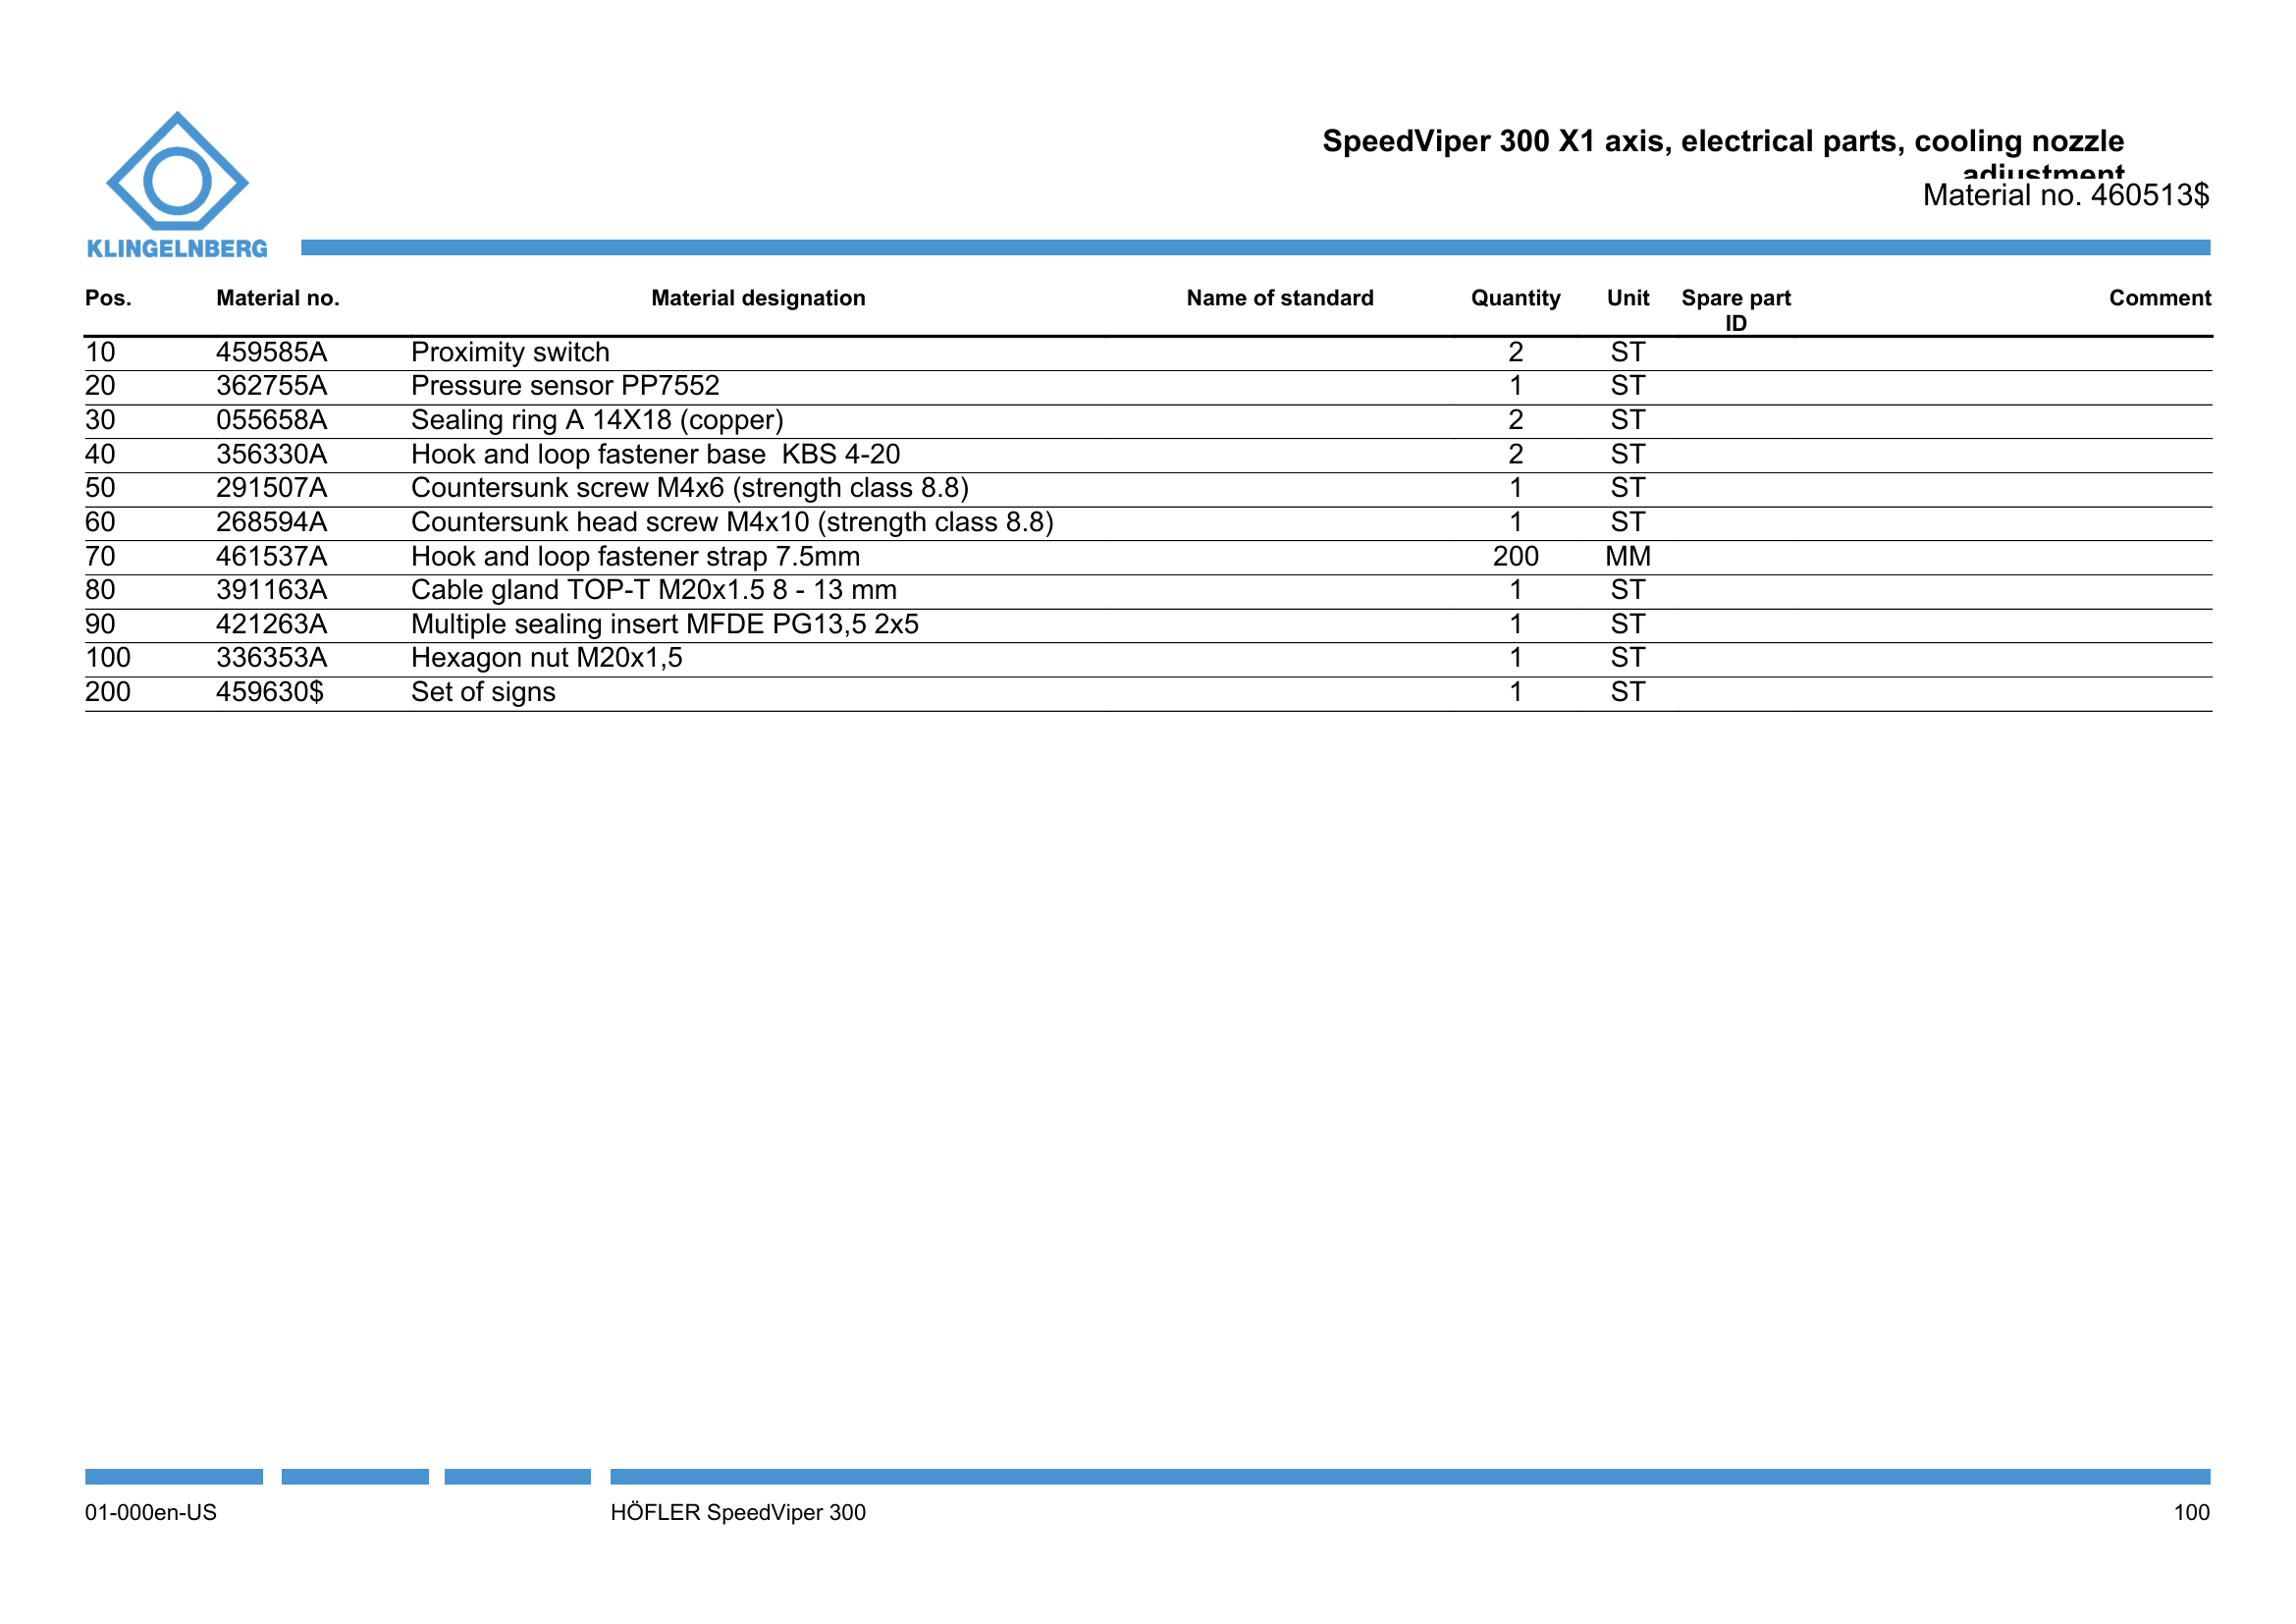 SpeedViper 300 X1 axis, electrical parts, cooling nozzle
adjustment
Material no. 460513$
KLINGELNBERG
Pos. Material no. Material designation Name of standard Quantity Unit Spare part ID Comment
10 459585A Proximity switch 2 ST
20 362755A Pressure sensor PP7552 1 ST
30 055658A Sealing ring A 14X18 (copper) 2 ST
40 356330A Hook and loop fastener base  KBS 4-20 2 ST
50 291507A Countersunk screw M4x6 (strength class 8.8) 1 ST
60 268594A Countersunk head screw M4x10 (strength class 8.8) 1 ST
70 461537A Hook and loop fastener strap 7.5mm 200 MM
80 391163A Cable gland TOP-T M20x1.5 8 - 13 mm 1 ST
90 421263A Multiple sealing insert MFDE PG13,5 2x5 1 ST
100 336353A Hexagon nut M20x1,5 1 ST
200 459630$ Set of signs 1 ST
01-000en-US HÖFLER SpeedViper 300 100